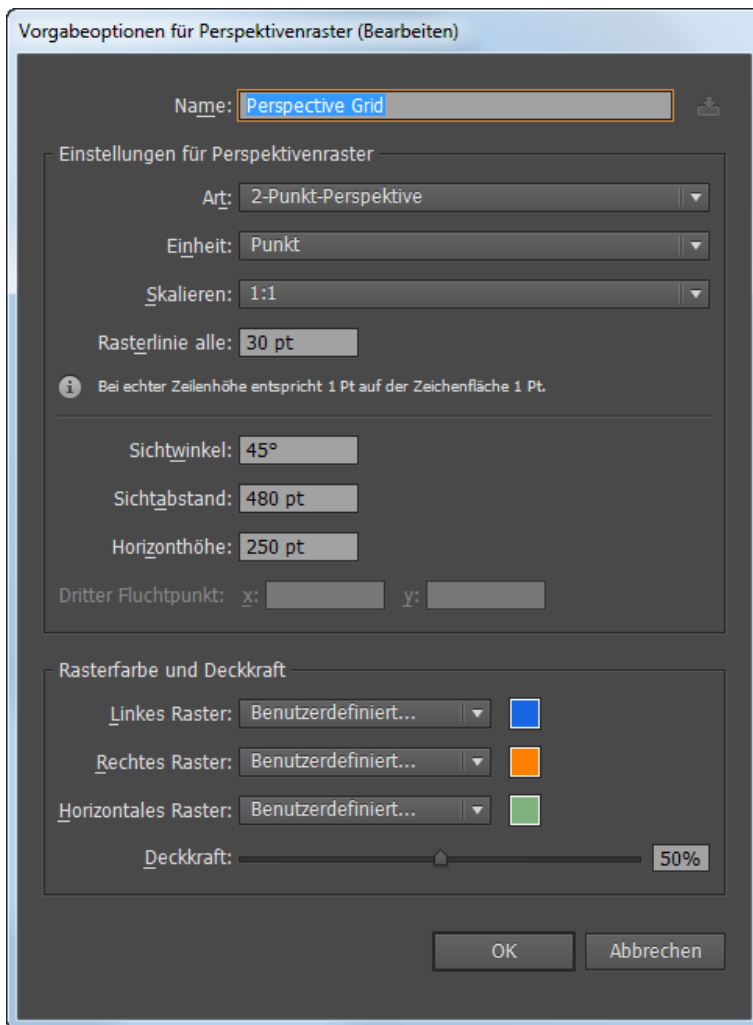 Vorgabeoptionen für Perspektivenraster (Bearbeiten)
Name: Perspective Grid
Einstellungen für Perspektivenraster
Art: 2-Punkt-Perspektive
Einheit: Punkt
Skalieren: 1:1
Rasterlinie alle: 30 pt
Bei echter Zeilenhöhe entspricht 1 Pt auf der Zeichenfläche 1 Pt.
Sichtwinkel: 45°
Sichtabstand: 480 pt
Horizonthöhe: 250 pt
Dritter Fluchtpunkt: x: y:
Rasterfarbe und Deckkraft
Linkes Raster: Benutzerdefiniert...
Rechtes Raster: Benutzerdefiniert...
Horizontales Raster: Benutzerdefiniert...
Deckkraft: 50%
OK Abbrechen